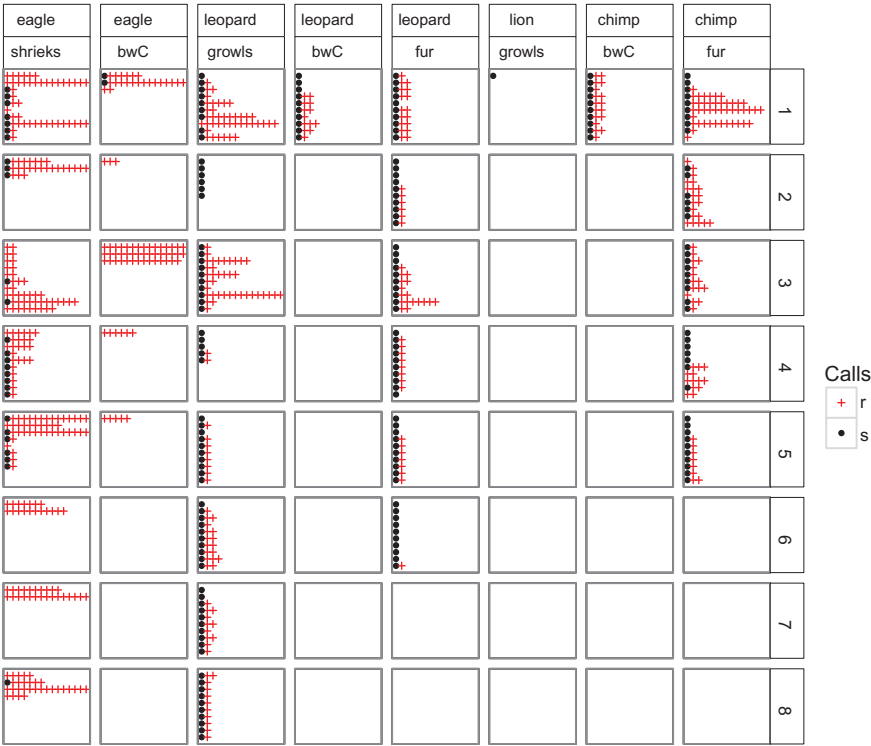 eagle eagle leopard leopard leopard lion chimp chimp
shrieks bwC growls bwC fur growls bwC fur
1
2
3
4
Calls
r
s
5
6
7
8